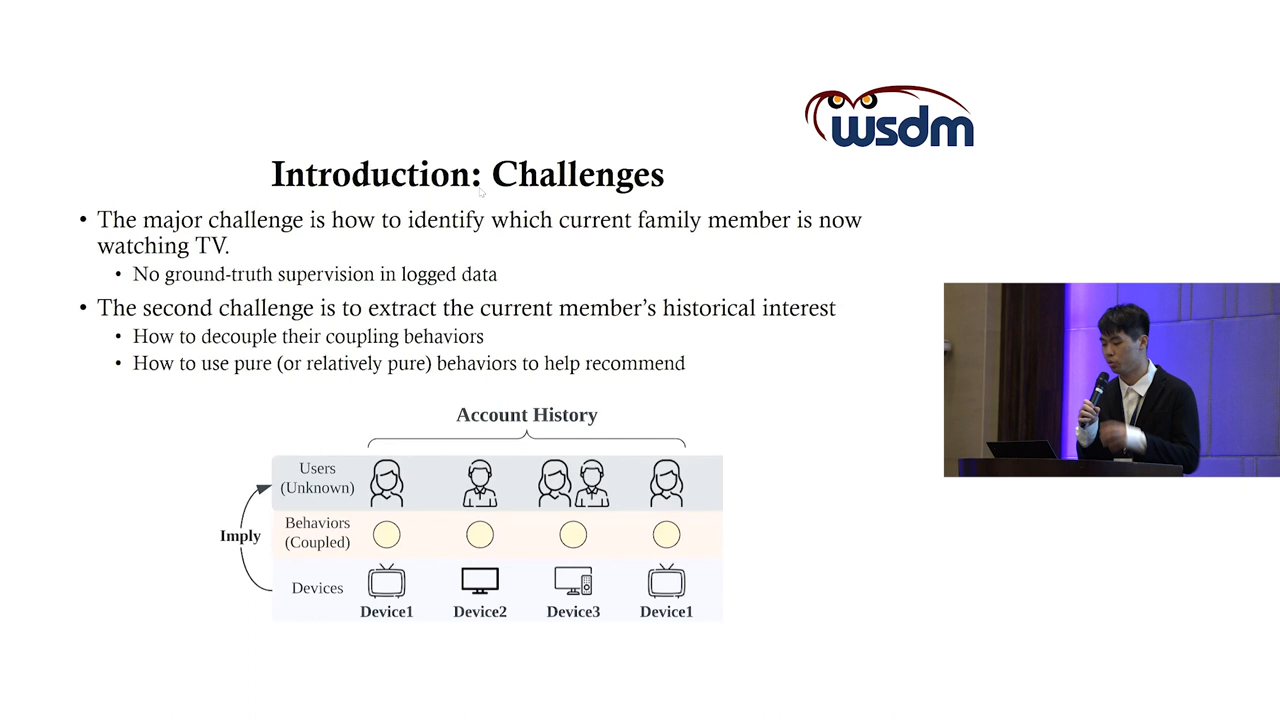 wsdm
Introduction: Challenges
• The major challenge is how to identify which current family member is now
watching TV.
• No ground-truth supervision in logged data
• The second challenge is to extract the current member's historical interest
• How to decouple their coupling behaviors
• How to use pure (or relatively pure) behaviors to help recommend
Account History
Users
(Unknown)
Behaviors
(Coupled)
Imply
Devices
Device1 Device2 Device3 Device1